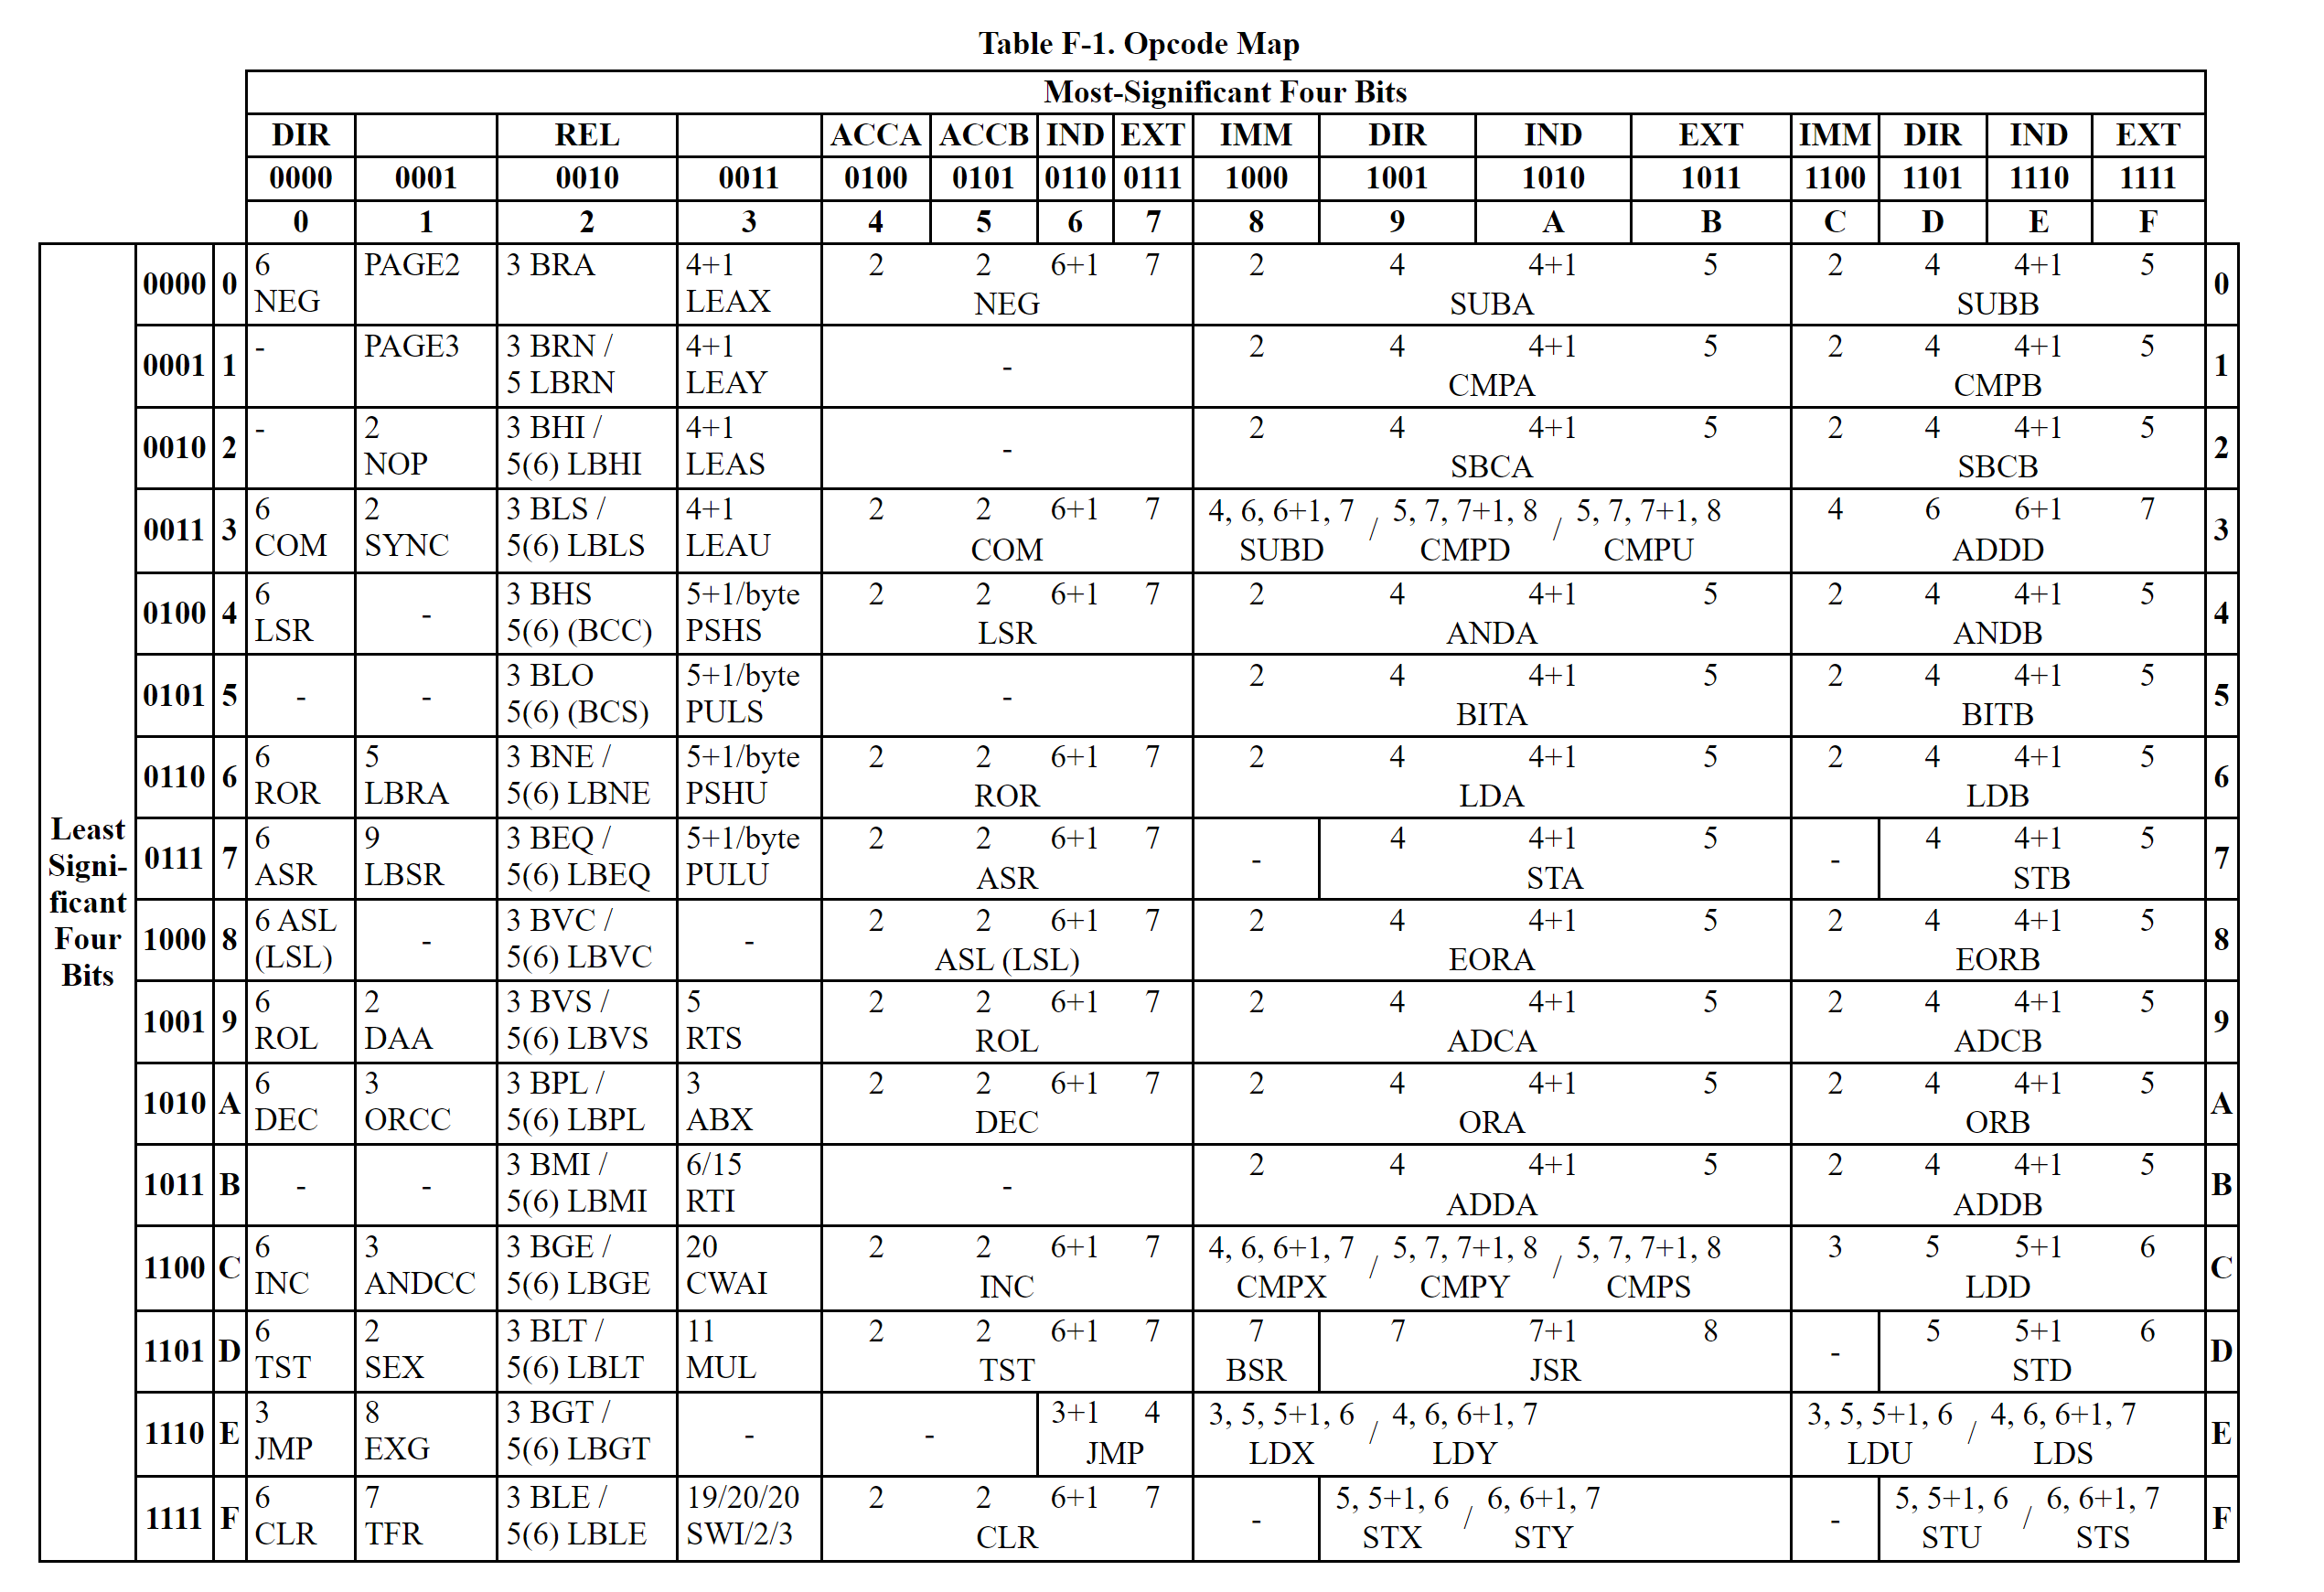 Table F-1. Opcode Map
Most-Significant Four Bits
DIR REL ACCA ACCB IND EXT IMM DIR IND EXT IMM DIR IND EXT
0000 0001 0010 0011 0100 0101 0110 0111 1000 1001 1010 1011 1100 1101 1110 1111
0 1 2 3 4 5 6 7 8 9 A B C D E F
Least
Signi-
ficant
Four
Bits
0000 0 6 PAGE2 3 BRA 4+1 2 2 6+1 7 2 4 4+1 5 2 4 4+1 5 0
NEG LEAX NEG SUBA SUBB
0001 1 - PAGE3 3 BRN / 4+1 - 2 4 4+1 5 2 4 4+1 5 1
5 LBRN LEAY CMPA CMPB
0010 2 - 2 3 BHI / 4+1 - 2 4 4+1 5 2 4 4+1 5 2
NOP 5(6) LBHI LEAS SBCA SBCB
0011 3 6 2 3 BLS / 4+1 2 2 6+1 7 4, 6, 6+1, 7 / 5, 7, 7+1, 8 / 5, 7, 7+1, 8 4 6 6+1 7 3
COM SYNC 5(6) LBLS LEAU COM SUBD CMPD CMPU ADDD
0100 4 6 - 3 BHS 5+1/byte 2 2 6+1 7 2 4 4+1 5 2 4 4+1 5 4
LSR 5(6) (BCC) PSHS LSR ANDA ANDB
0101 5 - - 3 BLO 5+1/byte - 2 4 4+1 5 2 4 4+1 5 5
5(6) (BCS) PULS BITA BITB
0110 6 6 5 3 BNE / 5+1/byte 2 2 6+1 7 2 4 4+1 5 2 4 4+1 5 6
ROR LBRA 5(6) LBNE PSHU ROR LDA LDB
0111 7 6 9 3 BEQ / 5+1/byte 2 2 6+1 7 - 4 4+1 5 - 4 4+1 5 7
ASR LBSR 5(6) LBEQ PULU ASR STA STB
1000 8 6 ASL - 3 BVC / - 2 2 6+1 7 2 4 4+1 5 2 4 4+1 5 8
(LSL) 5(6) LBVC ASL (LSL) EORA EORB
1001 9 6 2 3 BVS / 5 2 2 6+1 7 2 4 4+1 5 2 4 4+1 5 9
ROL DAA 5(6) LBVS RTS ROL ADCA ADCB
1010 A 6 3 3 BPL / 3 2 2 6+1 7 2 4 4+1 5 2 4 4+1 5 A
DEC ORCC 5(6) LBPL ABX DEC ORA ORB
1011 B - - 3 BMI / 6/15 - 2 4 4+1 5 2 4 4+1 5 B
5(6) LBMI RTI ADDA ADDB
1100 C 6 3 3 BGE / 20 2 2 6+1 7 4, 6, 6+1, 7 / 5, 7, 7+1, 8 / 5, 7, 7+1, 8 3 5 5+1 6 C
INC ANDCC 5(6) LBGE CWAI INC CMPX CMPY CMPS LDD
1101 D 6 2 3 BLT / 11 2 2 6+1 7 7 7 7+1 8 - 5 5+1 6 D
TST SEX 5(6) LBLT MUL TST BSR JSR STD
1110 E 3 8 3 BGT / - - 3+1 4 3, 5, 5+1, 6 / 4, 6, 6+1, 7 3, 5, 5+1, 6 / 4, 6, 6+1, 7 E
JMP EXG 5(6) LBGT JMP LDX LDY LDU LDS
1111 F 6 7 3 BLE / 19/20/20 2 2 6+1 7 - 5, 5+1, 6 / 6, 6+1, 7 - 5, 5+1, 6 / 6, 6+1, 7 F
CLR TFR 5(6) LBLE SWI/2/3 CLR STX STY STU STS